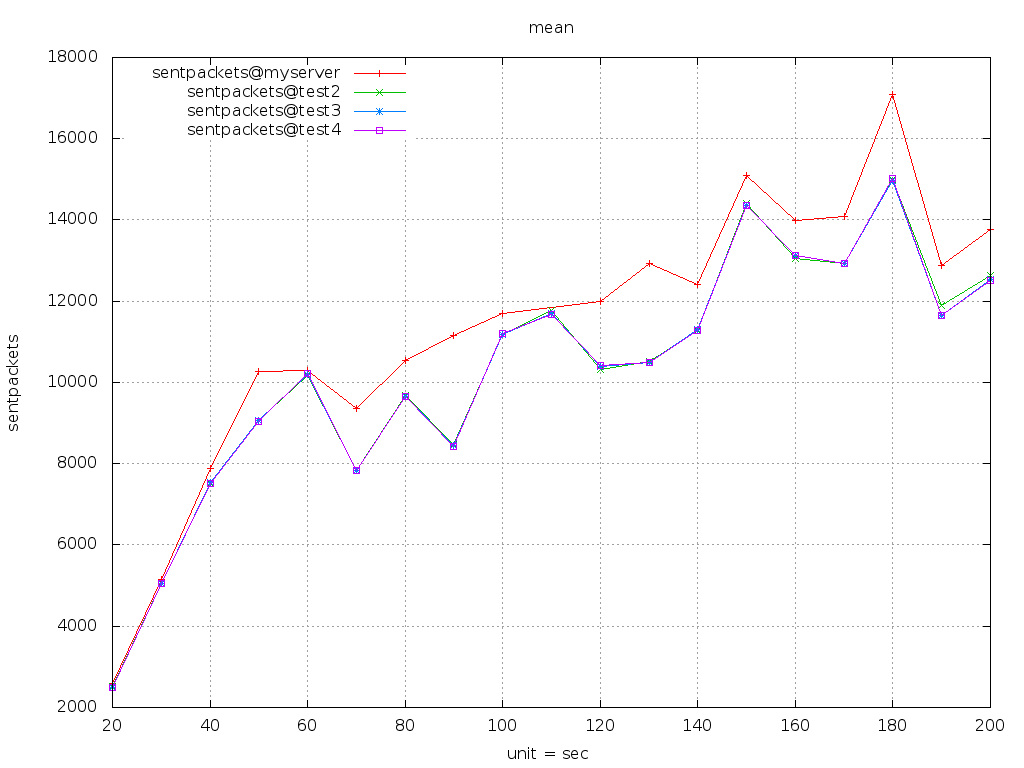 mean
18000
16000
14000
12000
10000
8000
6000
4000
2000
sentpackets
sentpackets@myserver
sentpackets@test2
sentpackets@test3
sentpackets@test4
20 40 60 80 100 120 140 160 180 200
unit = sec